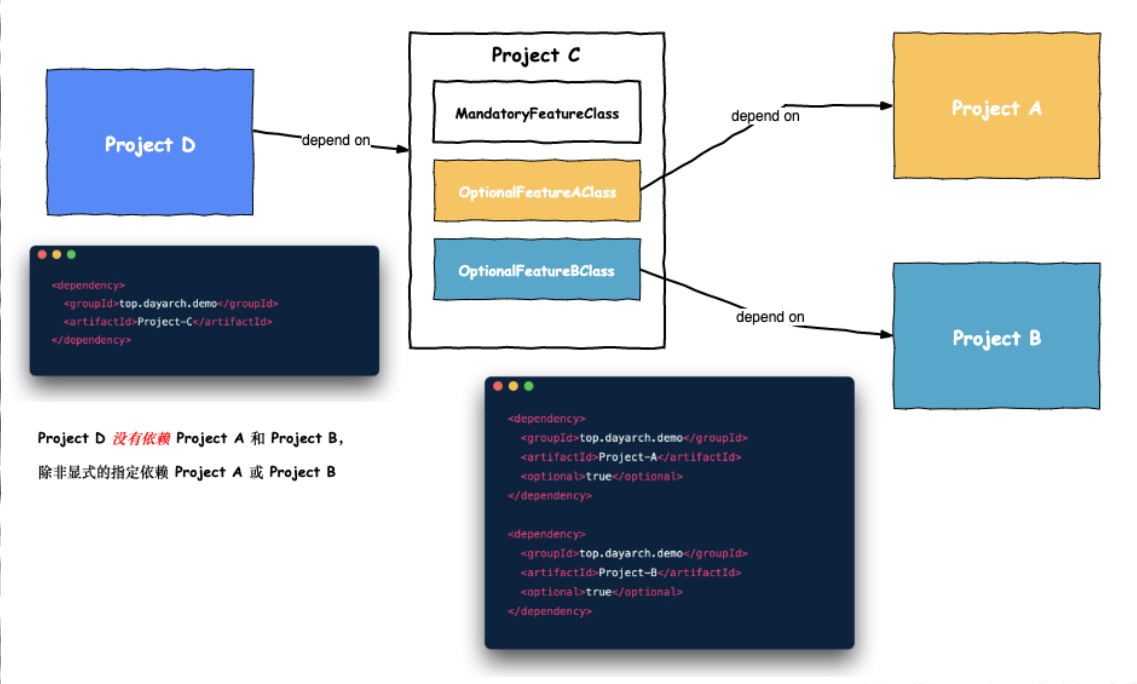 Project C
MandatoryFeatureClass
OptionalFeatureAClass
OptionalFeatureBClass
Project D
depend on
depend on
Project A
depend on
Project B
<dependency>
<groupId>top.dayarch.demo</groupId>
<artifactId>Project-C</artifactId>
</dependency>
Project D 没有依赖 Project A 和 Project B，
除非显式的指定依赖 Project A 或 Project B
<dependency>
<groupId>top.dayarch.demo</groupId>
<artifactId>Project-A</artifactId>
<optional>true</optional>
</dependency>
<dependency>
<groupId>top.dayarch.demo</groupId>
<artifactId>Project-B</artifactId>
<optional>true</optional>
</dependency>